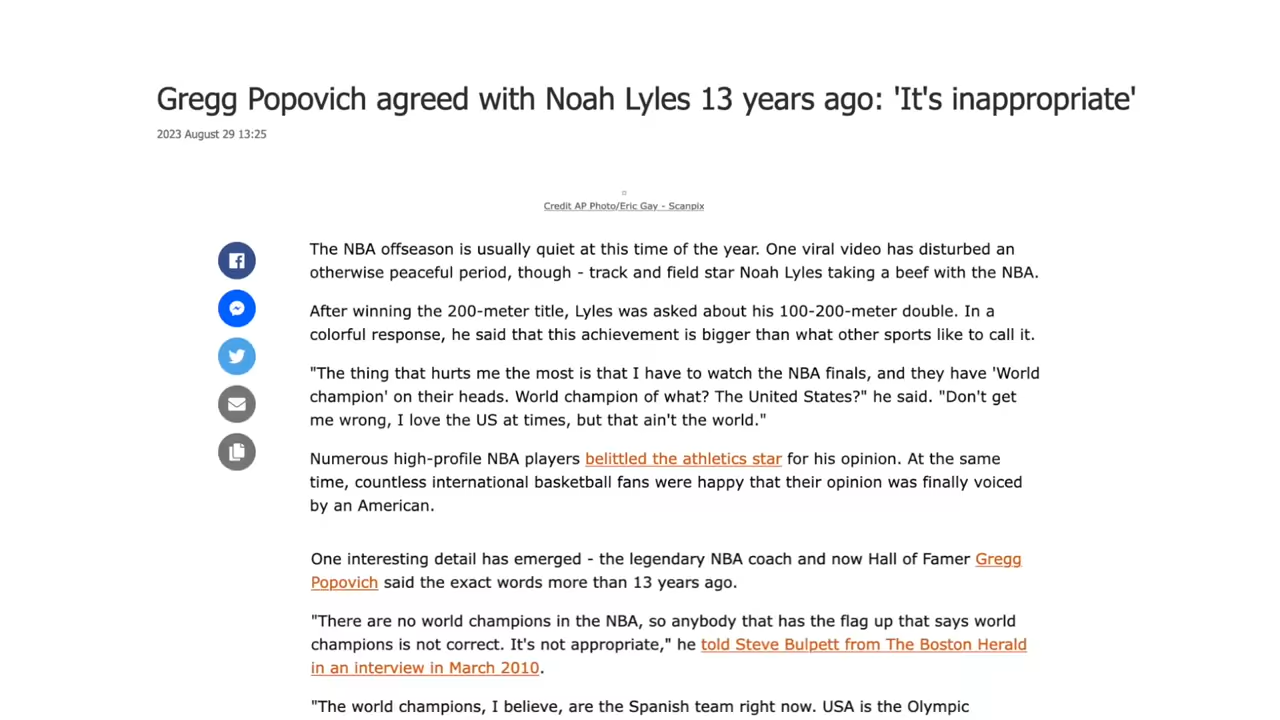 Gregg Popovich agreed with Noah Lyles 13 years ago: 'It's inappropriate'
2023 August 29 13:25
Credit AP Photo/Eric Gay - Scanpix
The NBA offseason is usually quiet at this time of the year. One viral video has disturbed an
otherwise peaceful period, though - track and field star Noah Lyles taking a beef with the NBA.
After winning the 200-meter title, Lyles was asked about his 100-200-meter double. In a
colorful response, he said that this achievement is bigger than what other sports like to call it.
"The thing that hurts me the most is that I have to watch the NBA finals, and they have 'World
champion' on their heads. World champion of what? The United States?" he said. "Don't get
me wrong, I love the US at times, but that ain't the world."
Numerous high-profile NBA players belittled the athletics star for his opinion. At the same
time, countless international basketball fans were happy that their opinion was finally voiced
by an American.
One interesting detail has emerged - the legendary NBA coach and now Hall of Famer Gregg
Popovich said the exact words more than 13 years ago.
"There are no world champions in the NBA, so anybody that has the flag up that says world
champions is not correct. It's not appropriate," he told Steve Bulpett from The Boston Herald
in an interview in March 2010.
"The world champions, I believe, are the Spanish team right now. USA is the Olympic